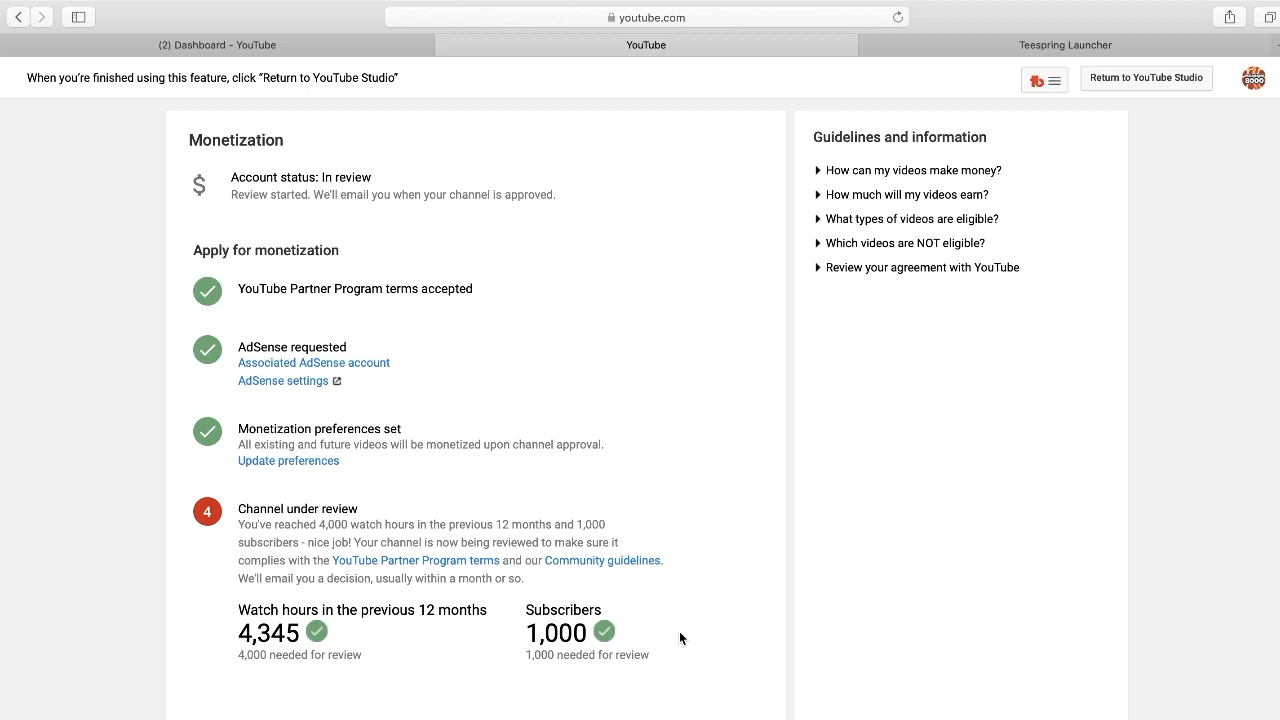 youtube.com
(2) Dashboard - YouTube
YouTube
Teespring Launcher
When you're finished using this feature, click "Return to YouTube Studio"
Return to YouTube Studio
8000
Monetization
Account status: In review
Review started. We'll email you when your channel is approved.
Apply for monetization
YouTube Partner Program terms accepted
AdSense requested
Associated AdSense account
AdSense settings
Monetization preferences set
All existing and future videos will be monetized upon channel approval.
Update preferences
4
Channel under review
You've reached 4,000 watch hours in the previous 12 months and 1,000
subscribers - nice job! Your channel is now being reviewed to make sure it
complies with the YouTube Partner Program terms and our Community guidelines.
We'll email you a decision, usually within a month or so.
Watch hours in the previous 12 months
4,345
4,000 needed for review
Subscribers
1,000
1,000 needed for review
Guidelines and information
How can my videos make money?
How much will my videos earn?
What types of videos are eligible?
Which videos are NOT eligible?
Review your agreement with YouTube